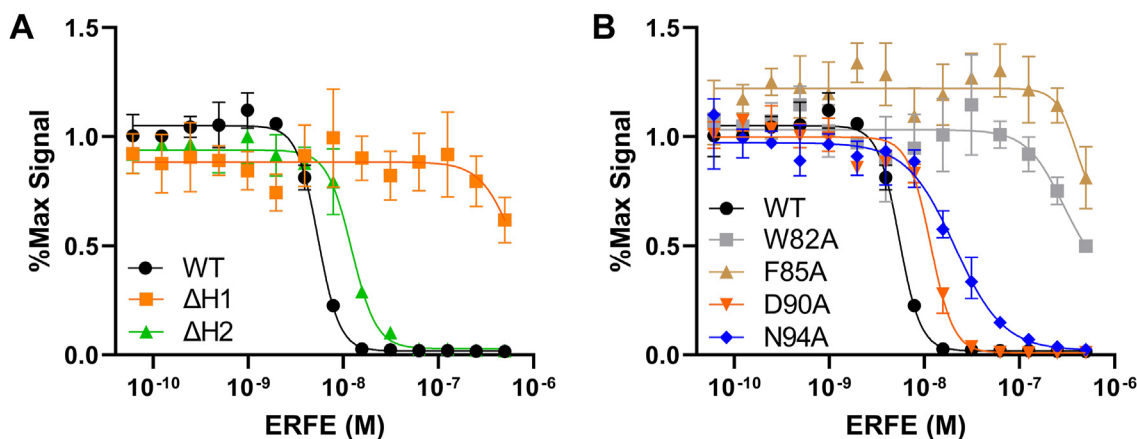 A
%Max Signal
1.5
1.0
0.5
0.0
WT
ΔH1
ΔH2
10-10
10-9
10-8
10-7
10-6
ERFE (M)
B
%Max Signal
1.5
1.0
0.5
0.0
WT
W82A
F85A
D90A
N94A
10-10
10-9
10-8
10-7
10-6
ERFE (M)